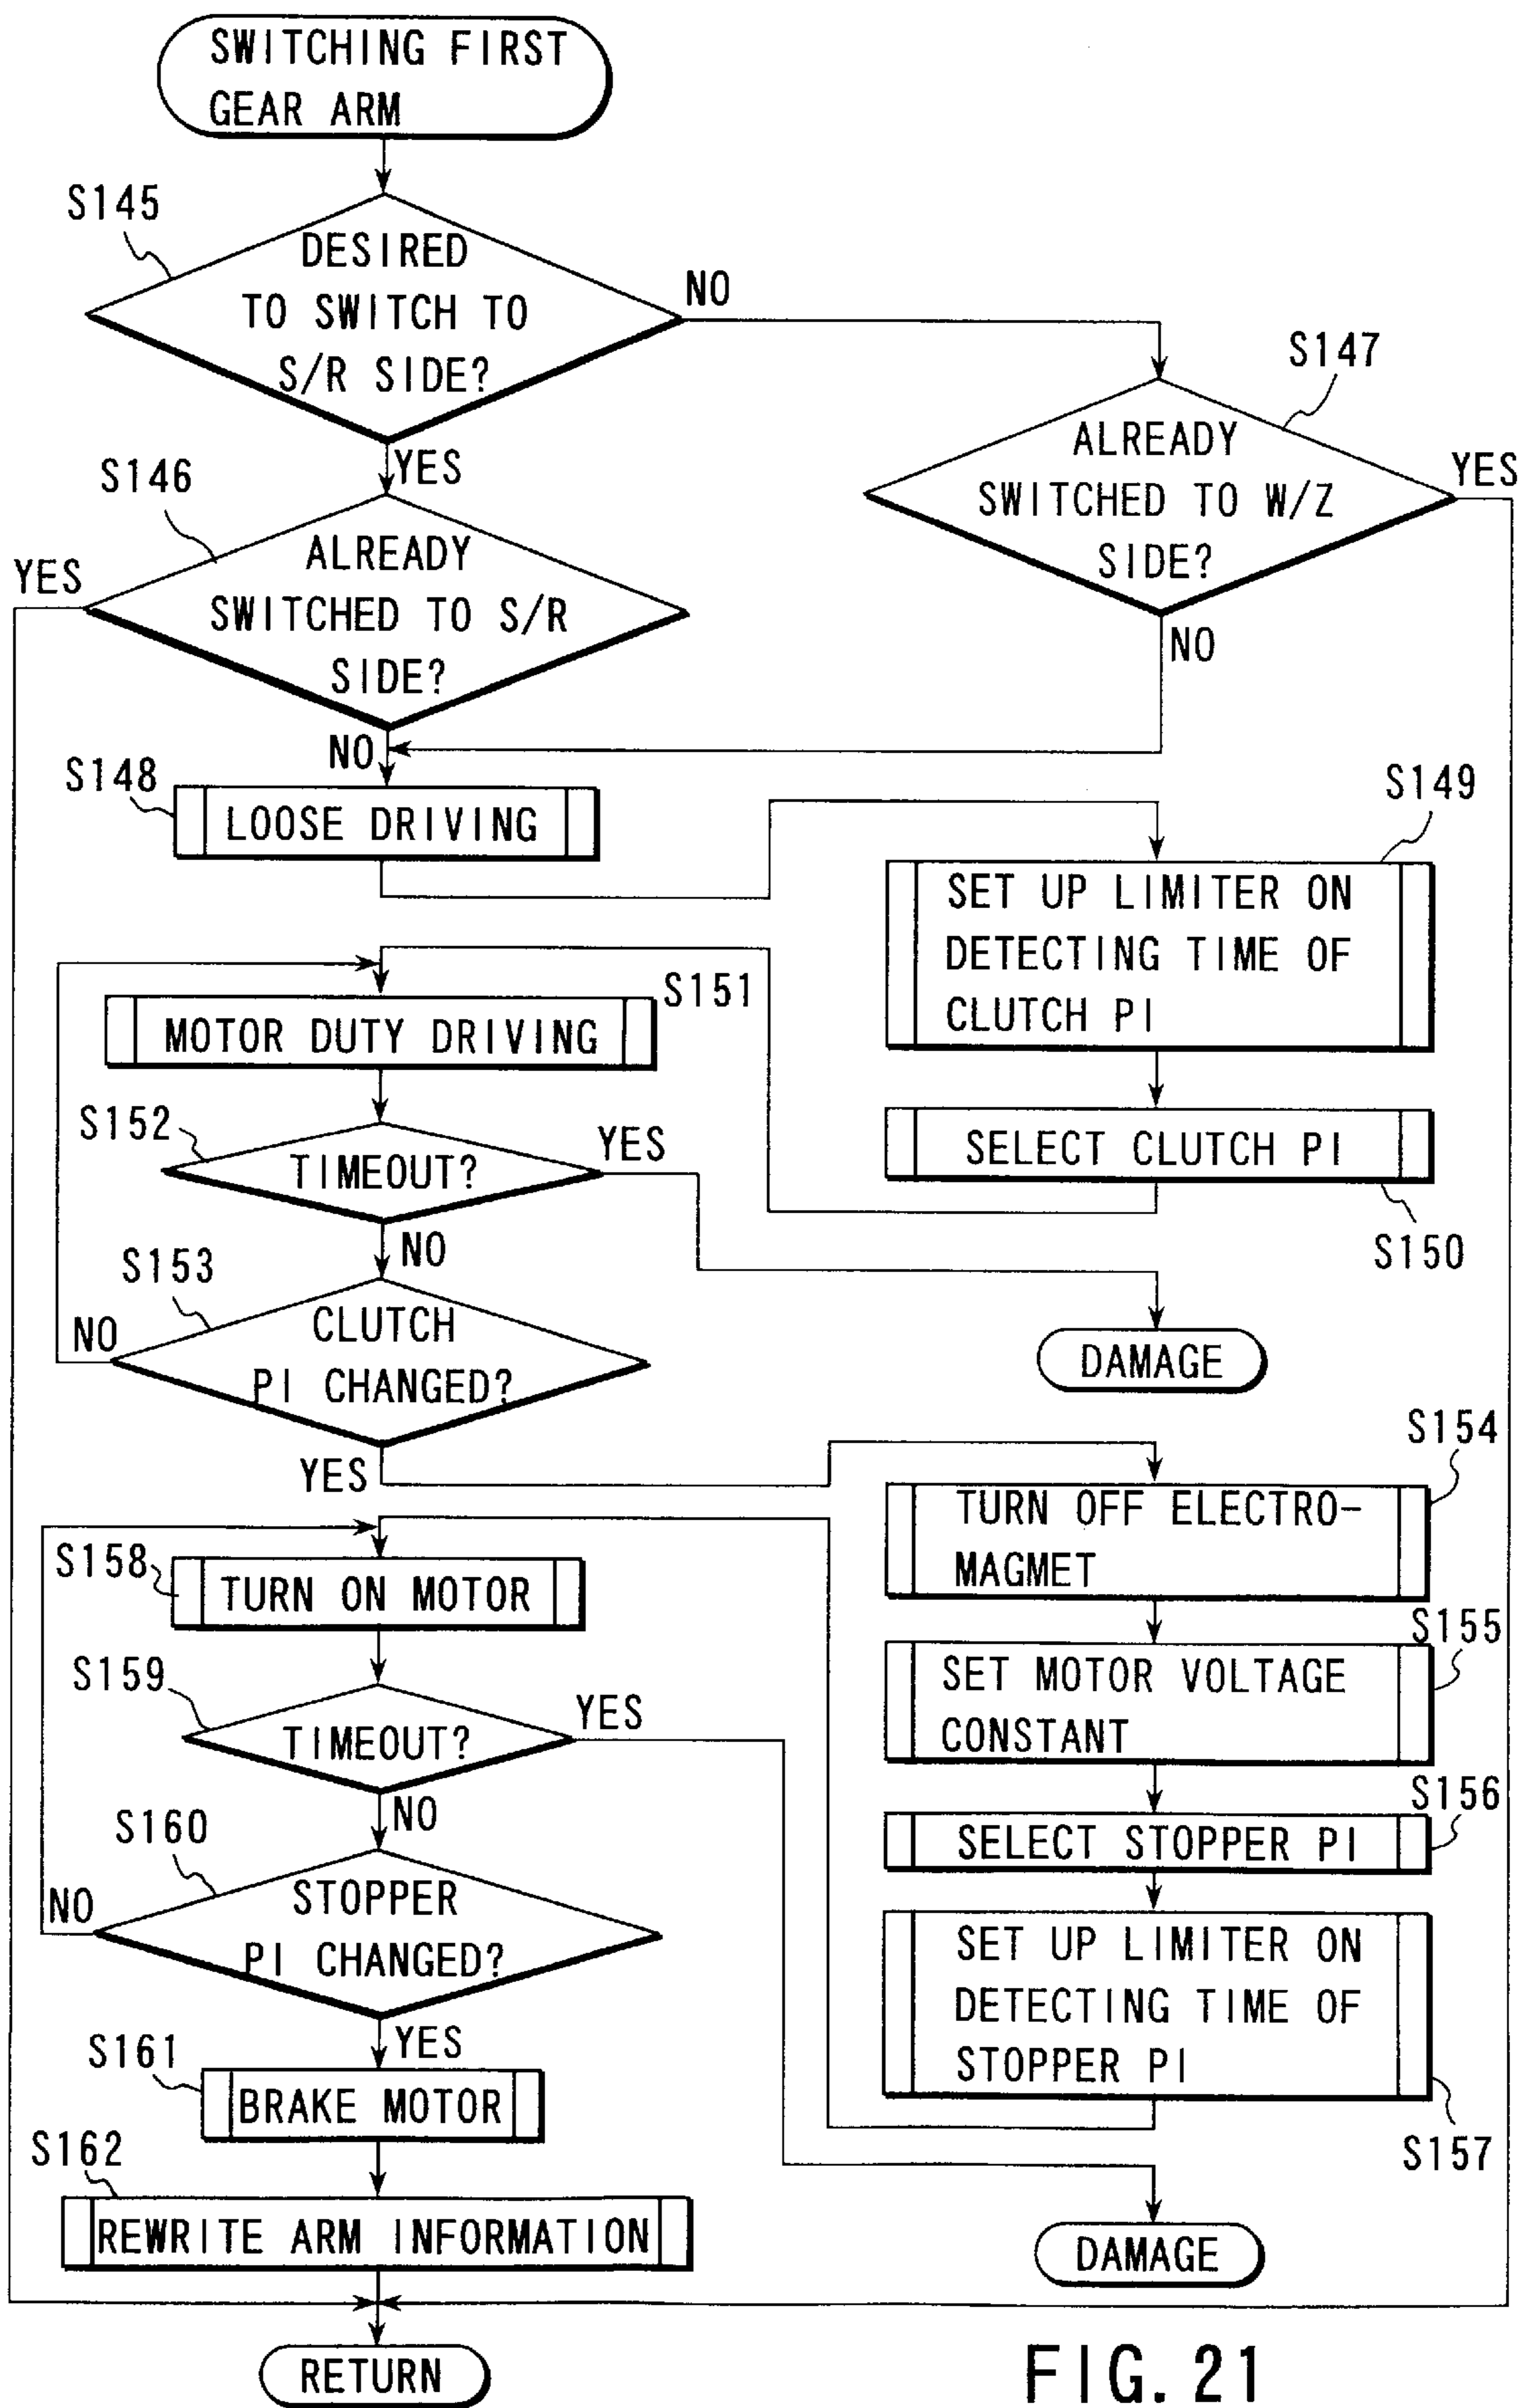 SWITCHING FIRST
GEAR ARM
S145
DESIRED
TO SWITCH TO
S/R SIDE?
NO
YES
S147
ALREADY
SWITCHED TO W/Z
SIDE?
YES
NO
S146
ALREADY
SWITCHED TO S/R
SIDE?
YES
NO
S148
LOOSE DRIVING
S149
SET UP LIMITER ON
DETECTING TIME OF
CLUTCH PI
SELECT CLUTCH PI
S150
S151
MOTOR DUTY DRIVING
S152
TIMEOUT?
YES
NO
DAMAGE
S153
CLUTCH
PI CHANGED?
NO
YES
S154
TURN OFF ELECTRO-
MAGMET
S155
SET MOTOR VOLTAGE
CONSTANT
S156
SELECT STOPPER PI
SET UP LIMITER ON
DETECTING TIME OF
STOPPER PI
S157
S158
TURN ON MOTOR
S159
TIMEOUT?
YES
NO
DAMAGE
S160
STOPPER
PI CHANGED?
NO
YES
S161
BRAKE MOTOR
S162
REWRITE ARM INFORMATION
RETURN
FIG. 21